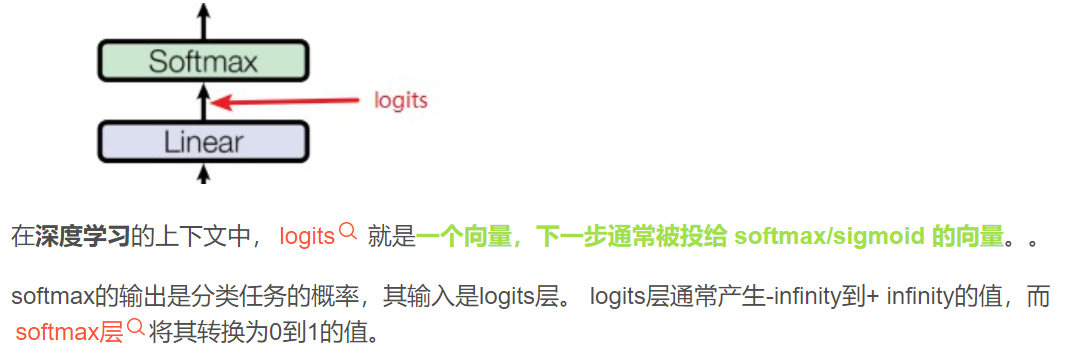 Softmax
logits
Linear
在深度学习的上下文中， logits 就是一个向量，下一步通常被投给 softmax/sigmoid 的向量。。
softmax的输出是分类任务的概率，其输入是logits层。 logits层通常产生-infinity到+ infinity的值，而
softmax层 将其转换为0到1的值。